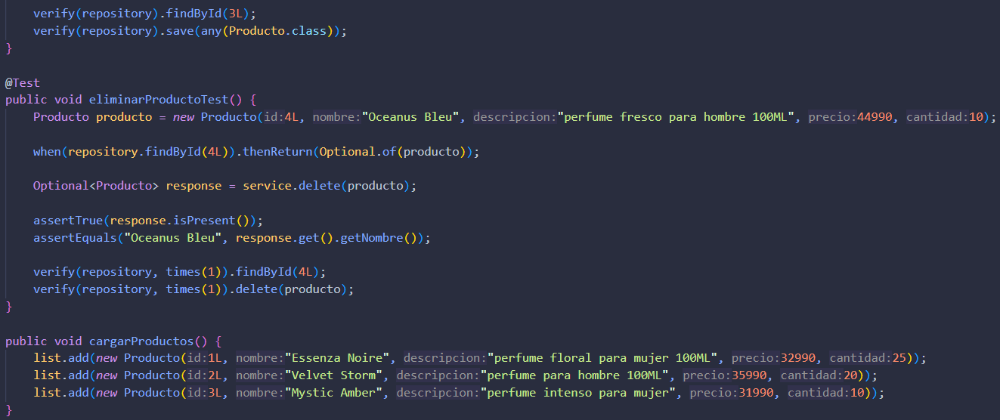 verify(repository).findById(3L);
verify(repository).save(any(Producto.class));
}
@Test
public void eliminarProductoTest() {
Producto producto = new Producto(id:4L, nombre:"Oceanus Bleu", descripcion:"perfume fresco para hombre 100ML", precio:44990, cantidad:10);
when(repository.findById(4L)).thenReturn(Optional.of(producto));
Optional<Producto> response = service.delete(producto);
assertTrue(response.isPresent());
assertEquals("Oceanus Bleu", response.get().getNombre());
verify(repository, times(1)).findById(4L);
verify(repository, times(1)).delete(producto);
}
public void cargarProductos() {
list.add(new Producto(id:1L, nombre:"Essenza Noire", descripcion:"perfume floral para mujer 100ML", precio:32990, cantidad:25));
list.add(new Producto(id:2L, nombre:"Velvet Storm", descripcion:"perfume para hombre 100ML", precio:35990, cantidad:20));
list.add(new Producto(id:3L, nombre:"Mystic Amber", descripcion:"perfume intenso para mujer", precio:31990, cantidad:10));
}